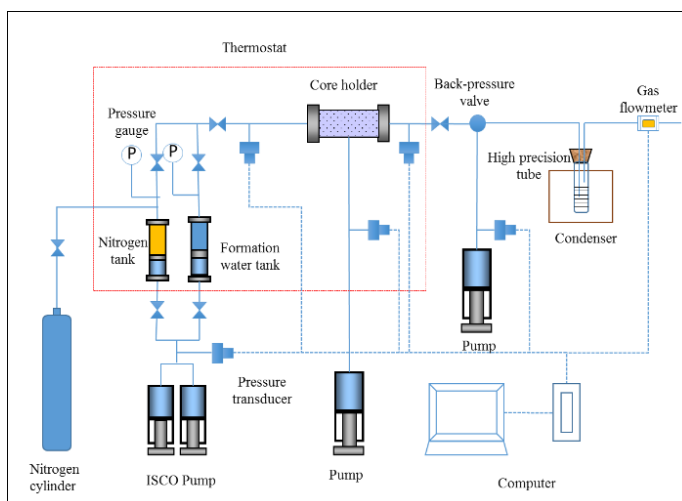 Thermostat
Core holder
Back-pressure
valve
Gas
flowmeter
Pressure
gauge
P
P
High precision
tube
Nitrogen
tank
Formation
water tank
Condenser
Pump
Pressure
transducer
Nitrogen
cylinder
ISCO Pump
Pump
Computer